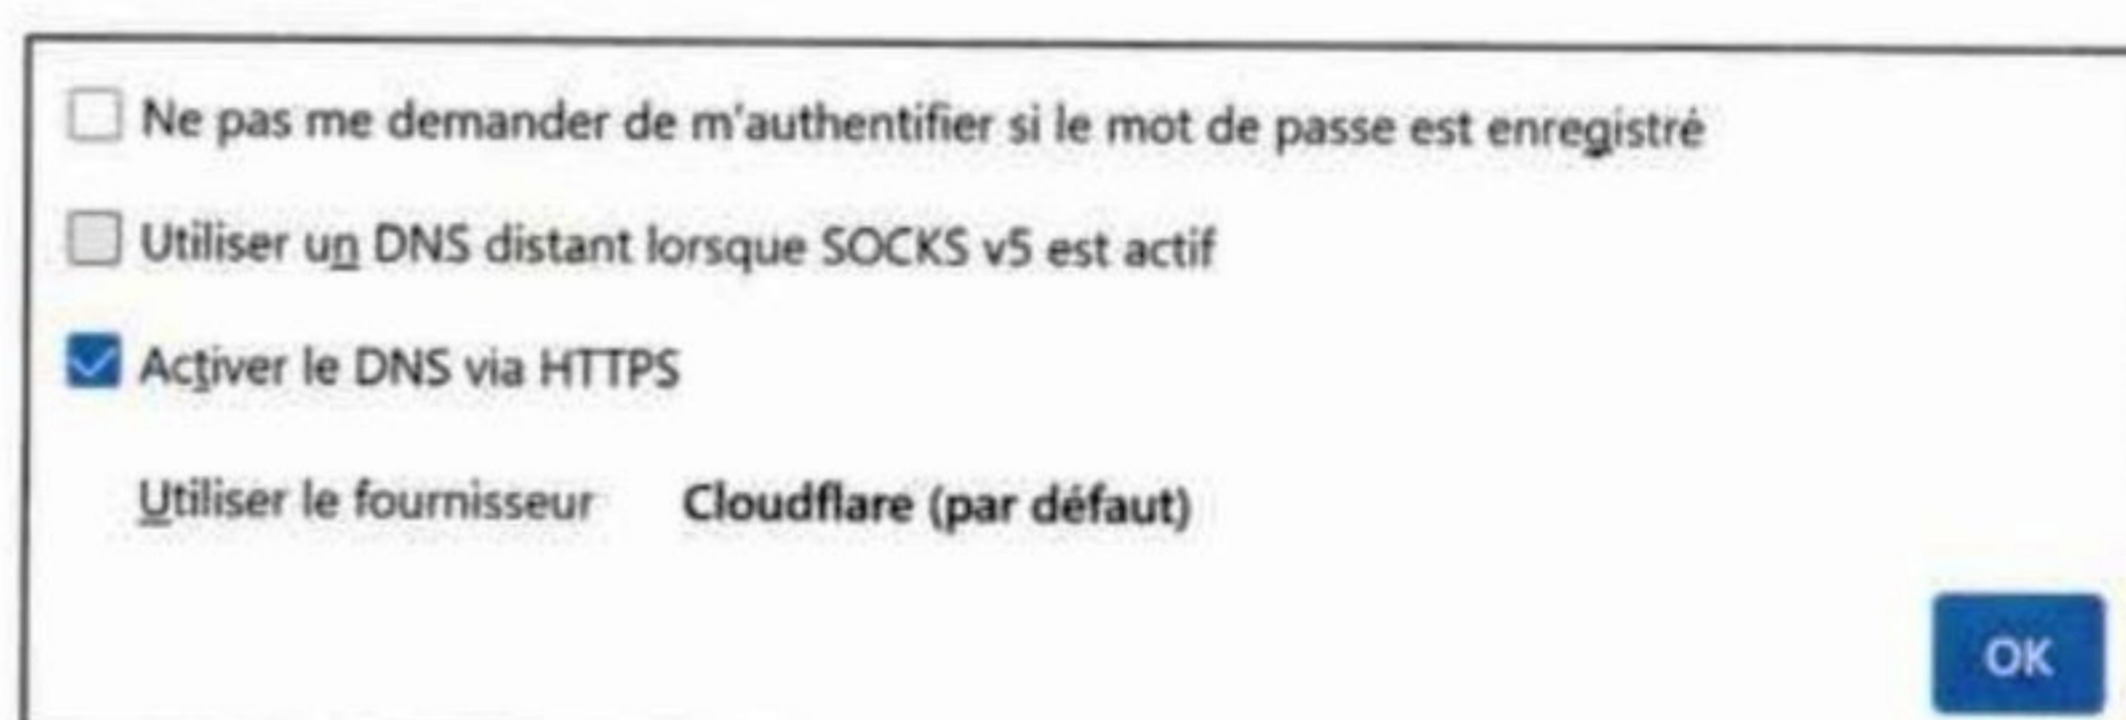 Ne pas me demander de m'authentifier si le mot de passe est enregistré
Utiliser un DNS distant lorsque SOCKS v5 est actif
Activer le DNS via HTTPS
Utiliser le fournisseur Cloudflare (par défaut)
OK